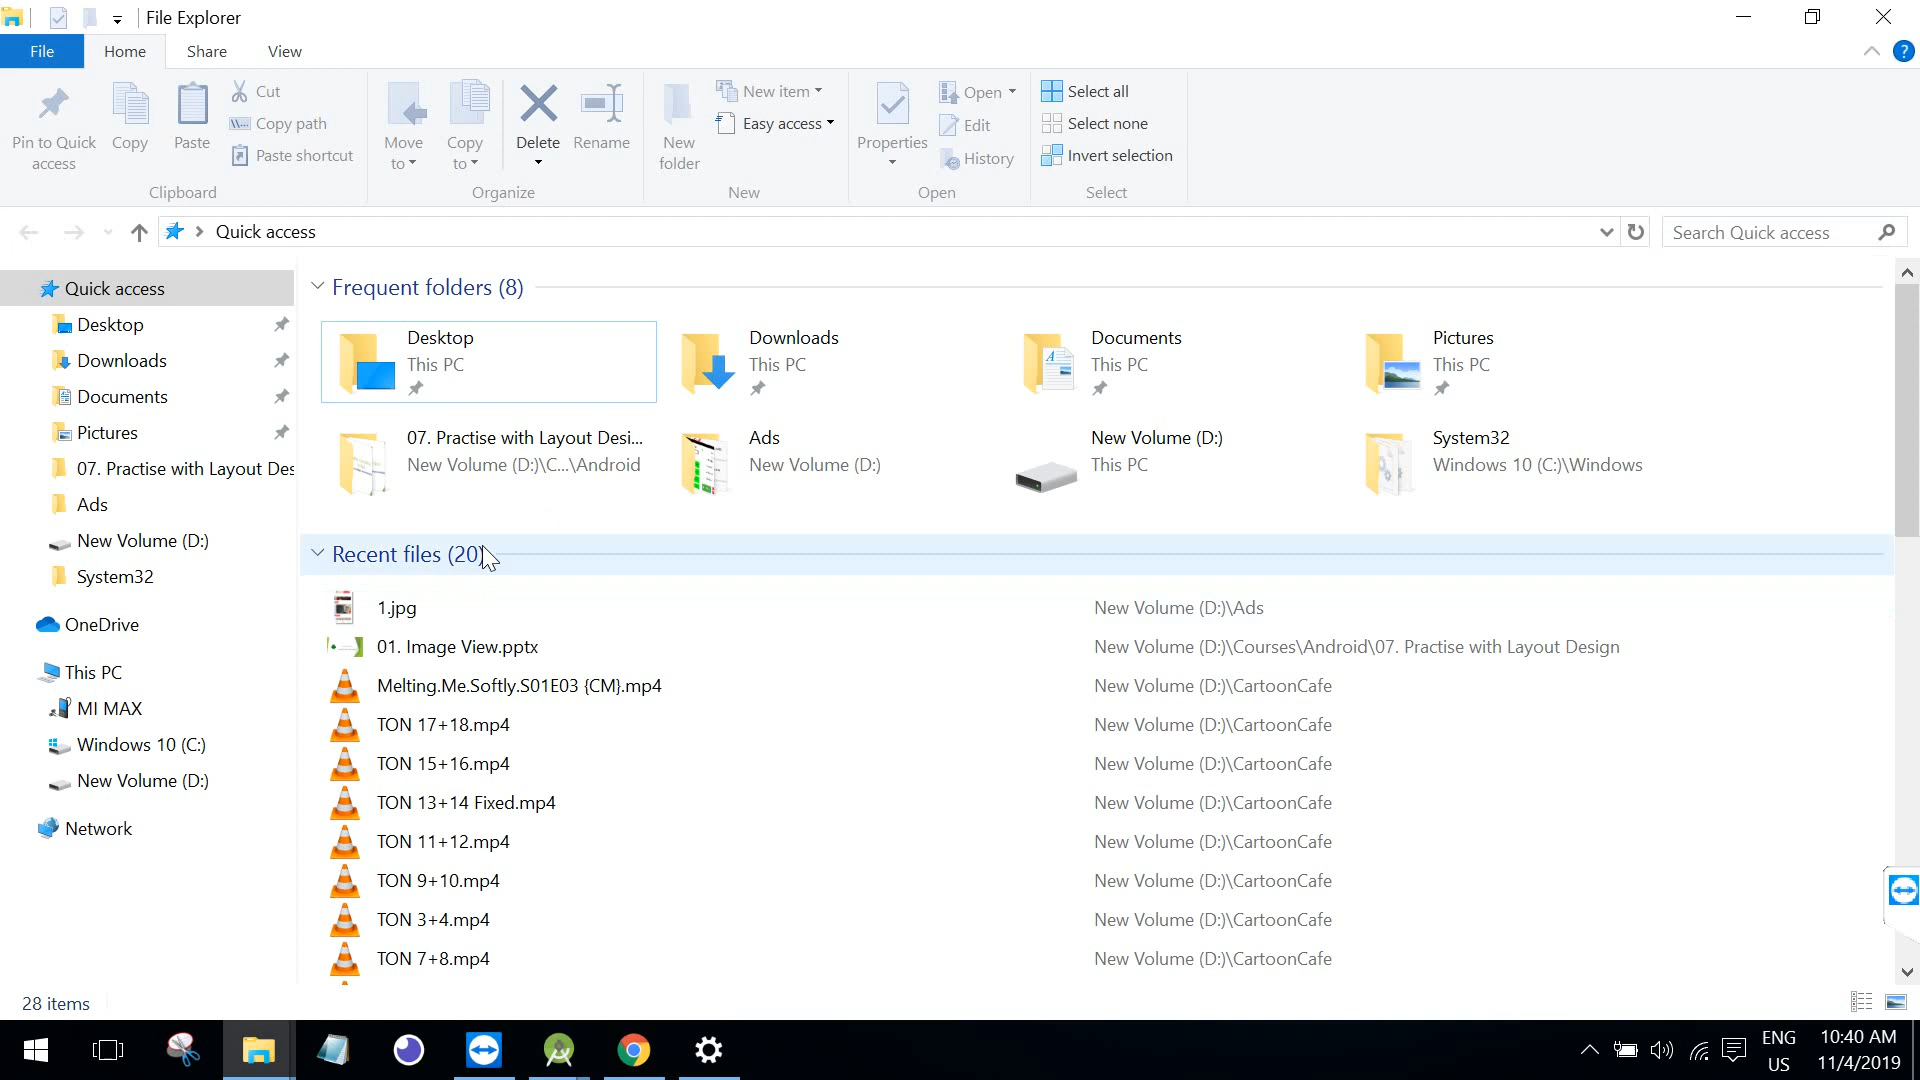 File Explorer
File Home Share View
Pin to Quick access
Copy
Paste
Cut
Copy path
Paste shortcut
Clipboard
Move to
Copy to
Delete
Rename
Organize
New folder
New item
Easy access
New
Properties
Open
Edit
History
Open
Select all
Select none
Invert selection
Select
Quick access
Search Quick access
Quick access
Desktop
Downloads
Documents
Pictures
07. Practise with Layout Des
Ads
New Volume (D:)
System32
OneDrive
This PC
MI MAX
Windows 10 (C:)
New Volume (D:)
Network
Frequent folders (8)
Desktop
This PC
Downloads
This PC
Documents
This PC
Pictures
This PC
07. Practise with Layout Desi...
New Volume (D:)\C...\Android
Ads
New Volume (D:)
New Volume (D:)
This PC
System32
Windows 10 (C:)\Windows
Recent files (20)
1.jpg New Volume (D:)\Ads
01. Image View.pptx New Volume (D:)\Courses\Android\07. Practise with Layout Design
Melting.Me.Softly.S01E03 {CM}.mp4 New Volume (D:)\CartoonCafe
TON 17+18.mp4 New Volume (D:)\CartoonCafe
TON 15+16.mp4 New Volume (D:)\CartoonCafe
TON 13+14 Fixed.mp4 New Volume (D:)\CartoonCafe
TON 11+12.mp4 New Volume (D:)\CartoonCafe
TON 9+10.mp4 New Volume (D:)\CartoonCafe
TON 3+4.mp4 New Volume (D:)\CartoonCafe
TON 7+8.mp4 New Volume (D:)\CartoonCafe
28 items
ENG
US
10:40 AM
11/4/2019